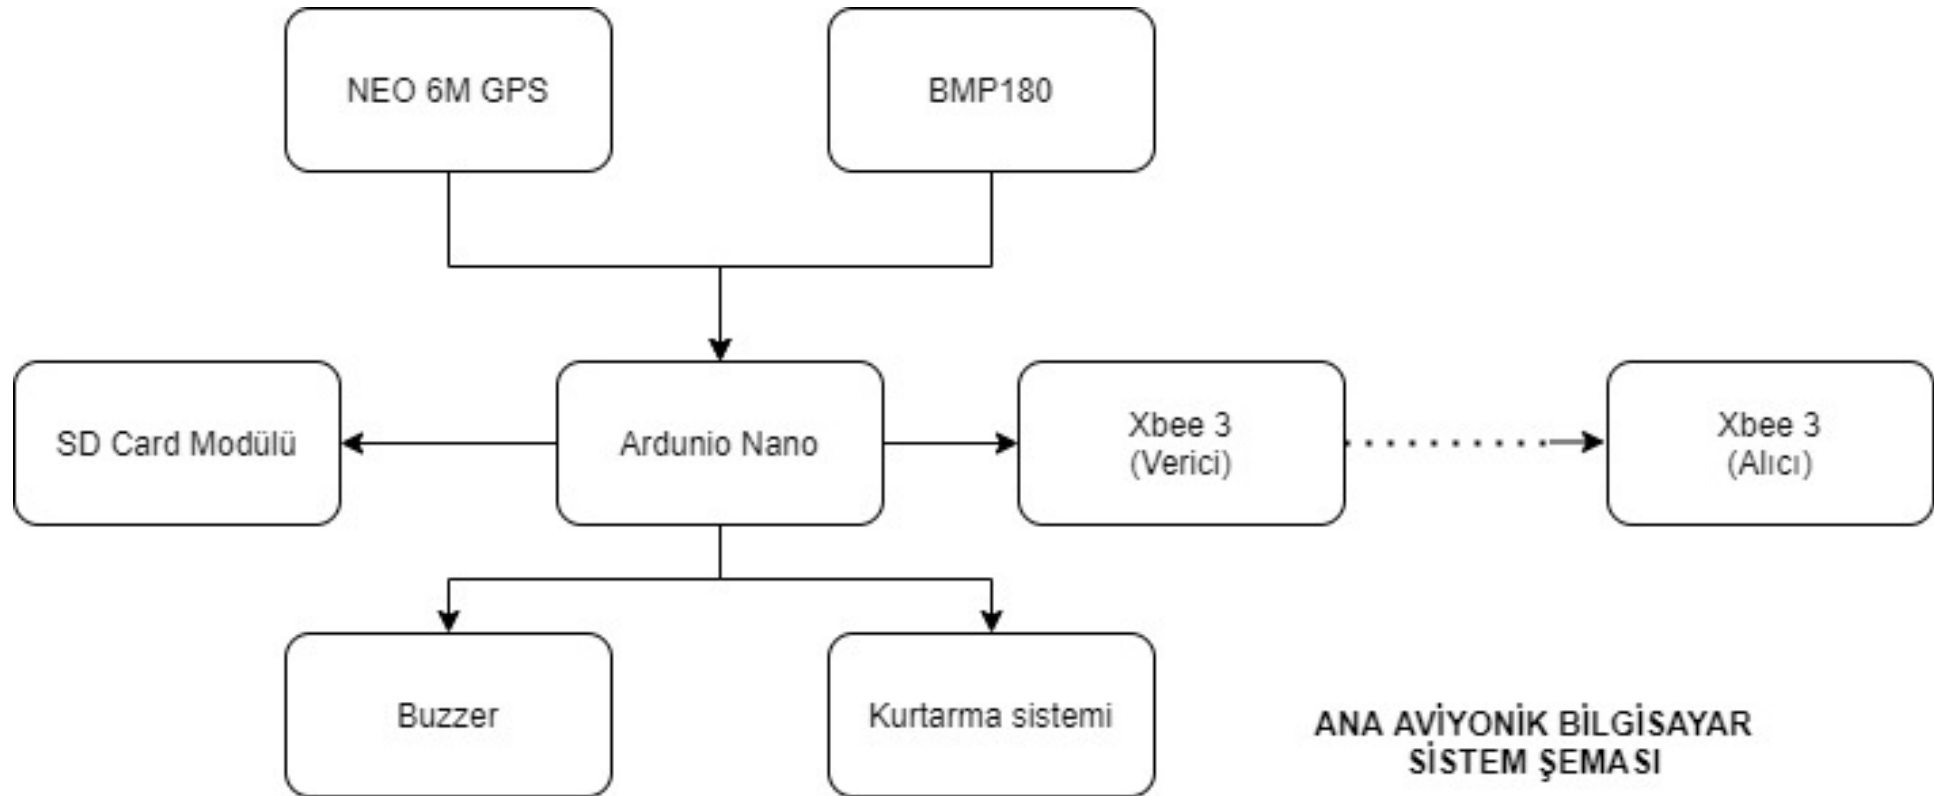 NEO 6M GPS
BMP180
SD Card Modülü
Ardunio Nano
Xbee 3
(Verici)
Xbee 3
(Alıcı)
Buzzer
Kurtarma sistemi
ANA AVİYONİK BİLGİSAYAR
SİSTEM ŞEMASI